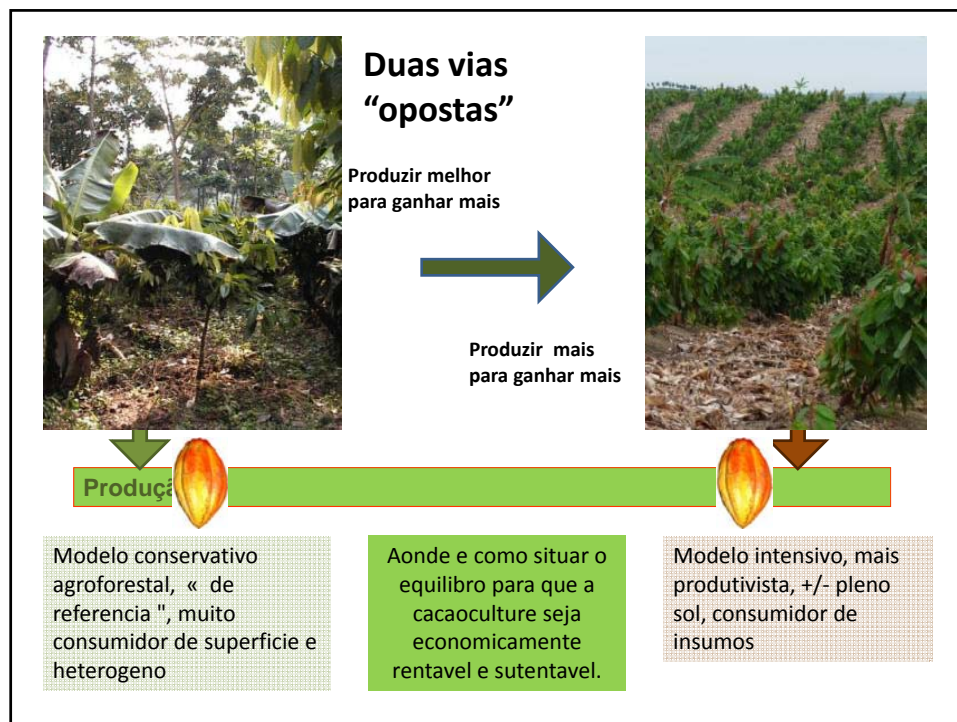 Duas vias
“opostas”
Produzir melhor
para ganhar mais
Produzir mais
para ganhar mais
Produçã
Modelo conservativo
agroforestal, « de
referencia ", muito
consumidor de superficie e
heterogeno
Aonde e como situar o
equilibro para que a
cacaoculture seja
economicamente
rentavel e sutentavel.
Modelo intensivo, mais
produtivista, +/- pleno
sol, consumidor de
insumos